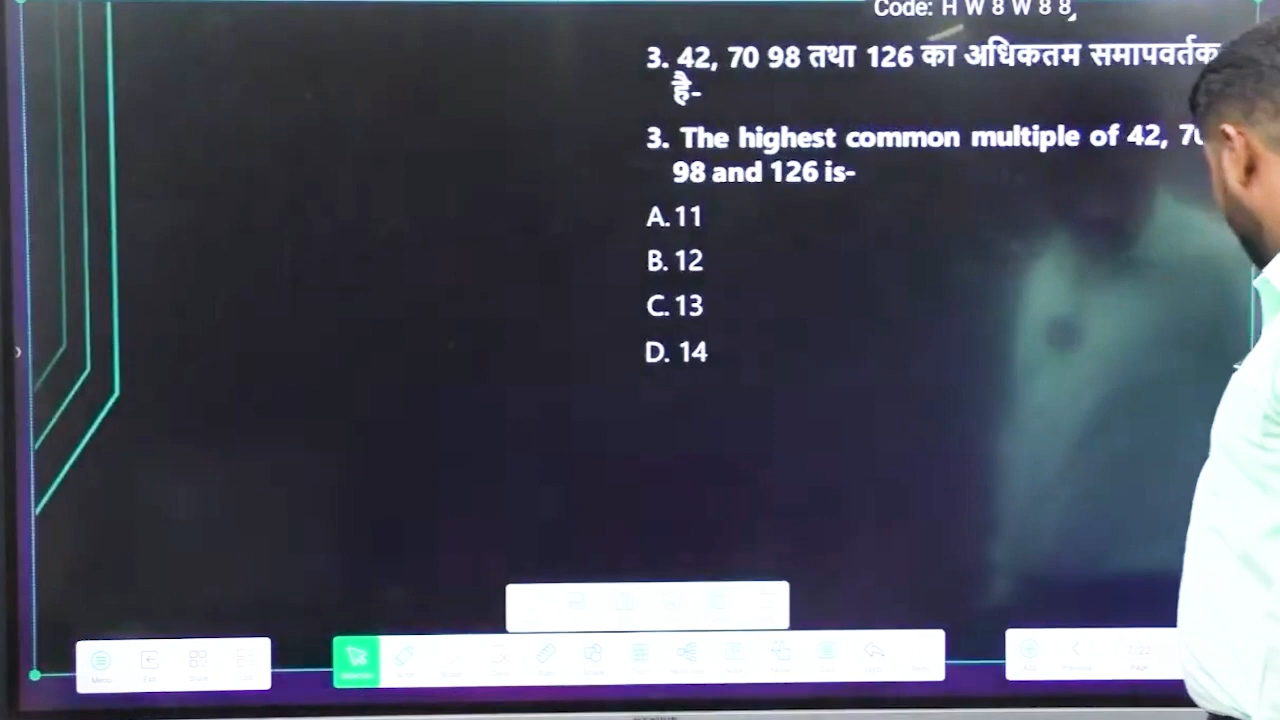 Code: H W 8 W 8 8,
3. 42, 70 98 तथा 126 का अधिकतम समापवर्तक
है-
3. The highest common multiple of 42,
98 and 126 is-
A. 11
B. 12
C. 13
D. 14